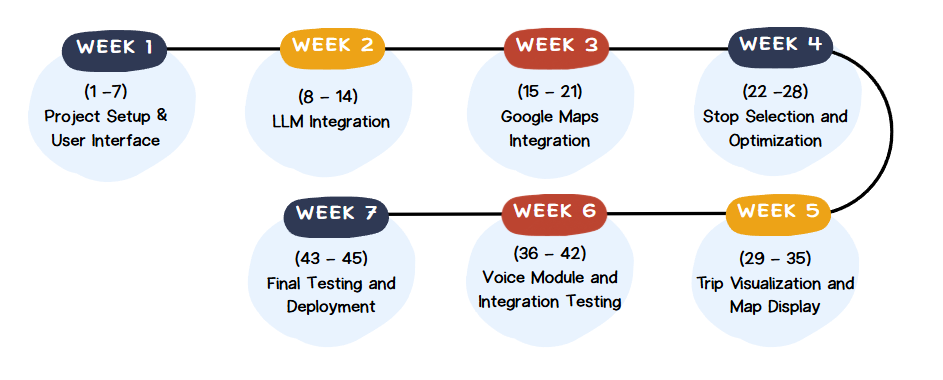 WEEK 1
(1 -7)
Project Setup &
User Interface
WEEK 2
(8 - 14)
LLM Integration
WEEK 3
(15 - 21)
Google Maps
Integration
WEEK 4
(22 -28)
Stop Selection and
Optimization
WEEK 5
(29 - 35)
Trip Visualization and
Map Display
WEEK 6
(36 - 42)
Voice Module and
Integration Testing
WEEK 7
(43 - 45)
Final Testing and
Deployment